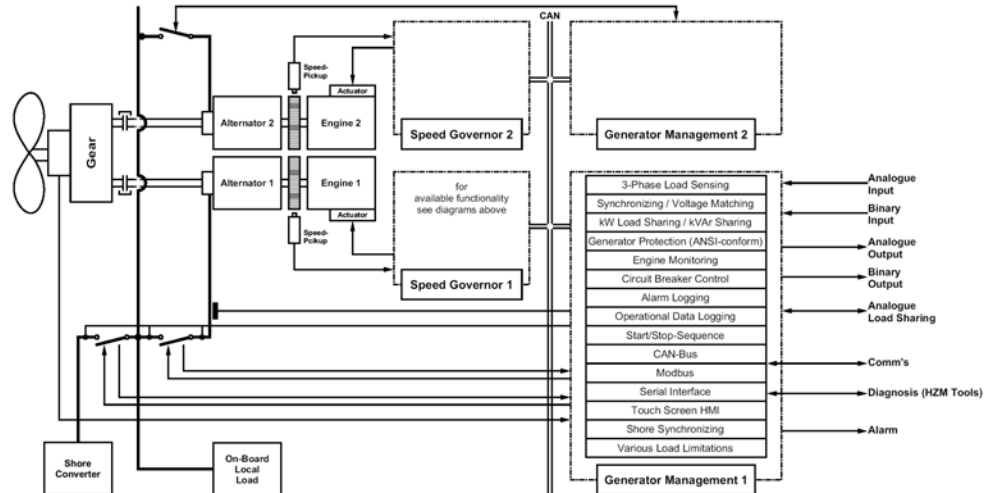 CAN
Speed-
Pickup
Actuator
Gear
Alternator 2
Engine 2
Speed Governor 2
Generator Management 2
Alternator 1
Engine 1
Actuator
Speed-
Pcikup
for
available functionality
see diagrams above
Speed Governor 1
3-Phase Load Sensing
Synchronizing / Voltage Matching
kW Load Sharing / kVAr Sharing
Generator Protection (ANSI-conform)
Engine Monitoring
Circuit Breaker Control
Alarm Logging
Operational Data Logging
Start/Stop-Sequence
CAN-Bus
Modbus
Serial Interface
Touch Screen HMI
Shore Synchronizing
Various Load Limitations
Generator Management 1
Analogue
Input
Binary
Input
Analogue
Output
Binary
Output
Analogue
Load Sharing
Comm's
Diagnosis (HZM Tools)
Alarm
Shore
Converter
On-Board
Local
Load